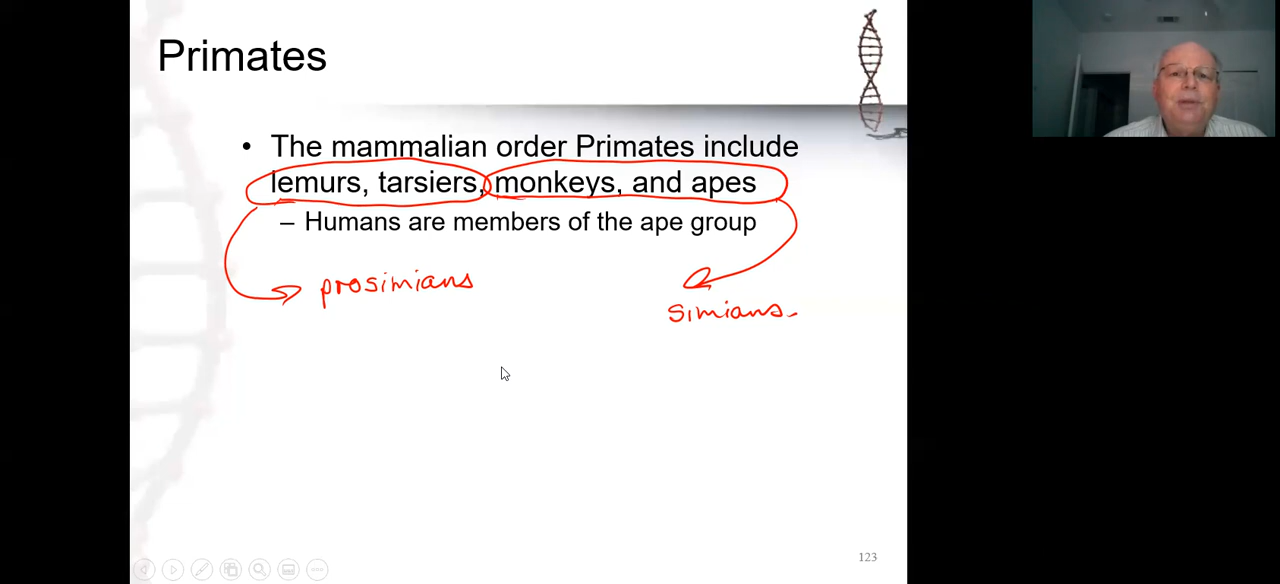 Primates
• The mammalian order Primates include
lemurs, tarsiers, monkeys, and apes
– Humans are members of the ape group
prosimians
simians.
123